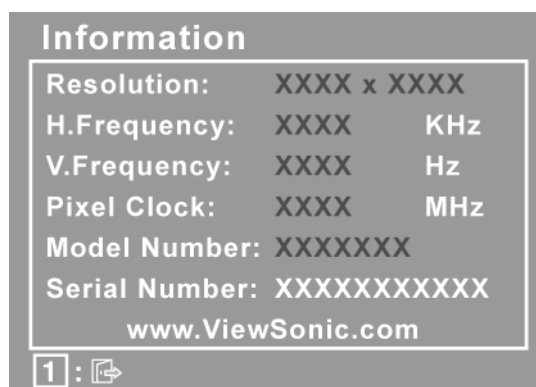 Information
Resolution: XXXX x XXXX
H.Frequency: XXXX KHz
V.Frequency: XXXX Hz
Pixel Clock: XXXX MHz
Model Number: XXXXXXX
Serial Number: XXXXXXXXXXX
www.ViewSonic.com
1 :